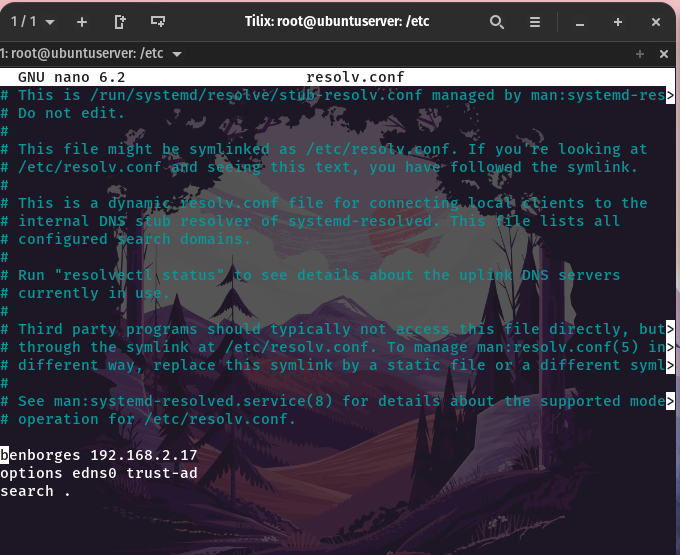 1 / 1
Tilix: root@ubuntuserver: /etc
1: root@ubuntuserver: /etc
GNU nano 6.2 resolv.conf
# This is /run/systemd/resolve/stub-resolv.conf managed by man:systemd-res>
# Do not edit.
#
# This file might be symlinked as /etc/resolv.conf. If you're looking at
# /etc/resolv.conf and seeing this text, you have followed the symlink.
#
# This is a dynamic resolv.conf file for connecting local clients to the
# internal DNS stub resolver of systemd-resolved. This file lists all
# configured search domains.
#
# Run "resolvectl status" to see details about the uplink DNS servers
# currently in use.
#
# Third party programs should typically not access this file directly, but>
# through the symlink at /etc/resolv.conf. To manage man:resolv.conf(5) in>
# different way, replace this symlink by a static file or a different syml>
#
# See man:systemd-resolved.service(8) for details about the supported mode>
# operation for /etc/resolv.conf.
benborges 192.168.2.17
options edns0 trust-ad
search .